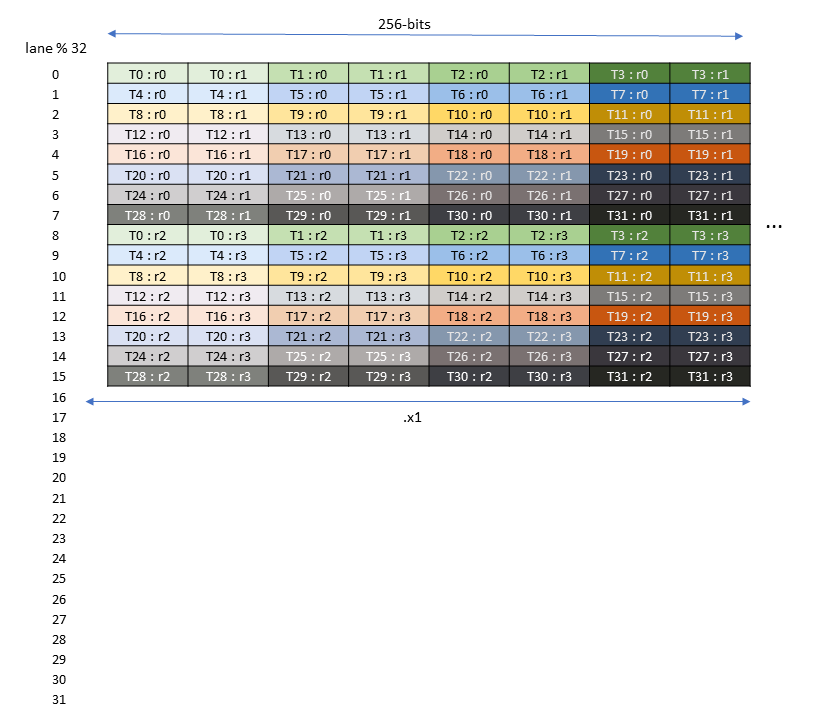 256-bits
lane % 32
0 T0 : r0 T0 : r1 T1 : r0 T1 : r1 T2 : r0 T2 : r1 T3 : r0 T3 : r1
1 T4 : r0 T4 : r1 T5 : r0 T5 : r1 T6 : r0 T6 : r1 T7 : r0 T7 : r1
2 T8 : r0 T8 : r1 T9 : r0 T9 : r1 T10 : r0 T10 : r1 T11 : r0 T11 : r1
3 T12 : r0 T12 : r1 T13 : r0 T13 : r1 T14 : r0 T14 : r1 T15 : r0 T15 : r1
4 T16 : r0 T16 : r1 T17 : r0 T17 : r1 T18 : r0 T18 : r1 T19 : r0 T19 : r1
5 T20 : r0 T20 : r1 T21 : r0 T21 : r1 T22 : r0 T22 : r1 T23 : r0 T23 : r1
6 T24 : r0 T24 : r1 T25 : r0 T25 : r1 T26 : r0 T26 : r1 T27 : r0 T27 : r1
7 T28 : r0 T28 : r1 T29 : r0 T29 : r1 T30 : r0 T30 : r1 T31 : r0 T31 : r1 ...
8 T0 : r2 T0 : r3 T1 : r2 T1 : r3 T2 : r2 T2 : r3 T3 : r2 T3 : r3
9 T4 : r2 T4 : r3 T5 : r2 T5 : r3 T6 : r2 T6 : r3 T7 : r2 T7 : r3
10 T8 : r2 T8 : r3 T9 : r2 T9 : r3 T10 : r2 T10 : r3 T11 : r2 T11 : r3
11 T12 : r2 T12 : r3 T13 : r2 T13 : r3 T14 : r2 T14 : r3 T15 : r2 T15 : r3
12 T16 : r2 T16 : r3 T17 : r2 T17 : r3 T18 : r2 T18 : r3 T19 : r2 T19 : r3
13 T20 : r2 T20 : r3 T21 : r2 T21 : r3 T22 : r2 T22 : r3 T23 : r2 T23 : r3
14 T24 : r2 T24 : r3 T25 : r2 T25 : r3 T26 : r2 T26 : r3 T27 : r2 T27 : r3
15 T28 : r2 T28 : r3 T29 : r2 T29 : r3 T30 : r2 T30 : r3 T31 : r2 T31 : r3
16
17 .x1
18
19
20
21
22
23
24
25
26
27
28
29
30
31